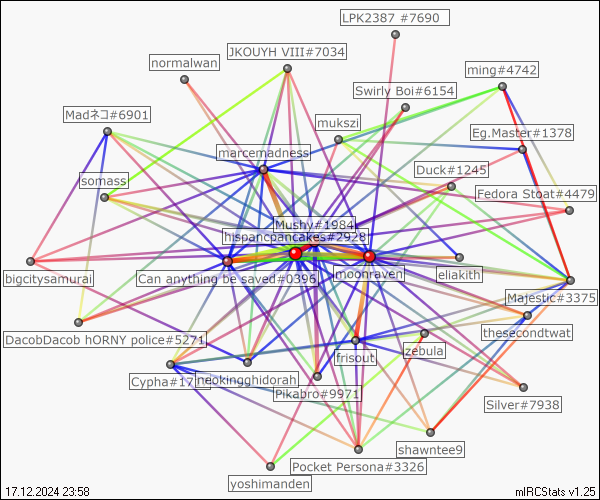 LPK2387 #7690
JKOUYH VIII#7034
normalwan
ming#4742
Swirly Boi#6154
Madネコ#6901
mukszi
Eg.Master#1378
marcemadness
Duck#1245
somass
Fedora Stoat#4479
Mushy#1984
hispancpancakes#2928
bigcitysamurai
Can anything be saved#0396
moonraven
eliakith
Majestic#3375
DacobDacob hORNY police#5271
thesecondtwat
frisout
zebula
Cypha#17
neokingghidorah
Pikabro#9971
Silver#7938
shawntee9
Pocket Persona#3326
yoshimanden
17.12.2024 23:58
mIRCStats v1.25